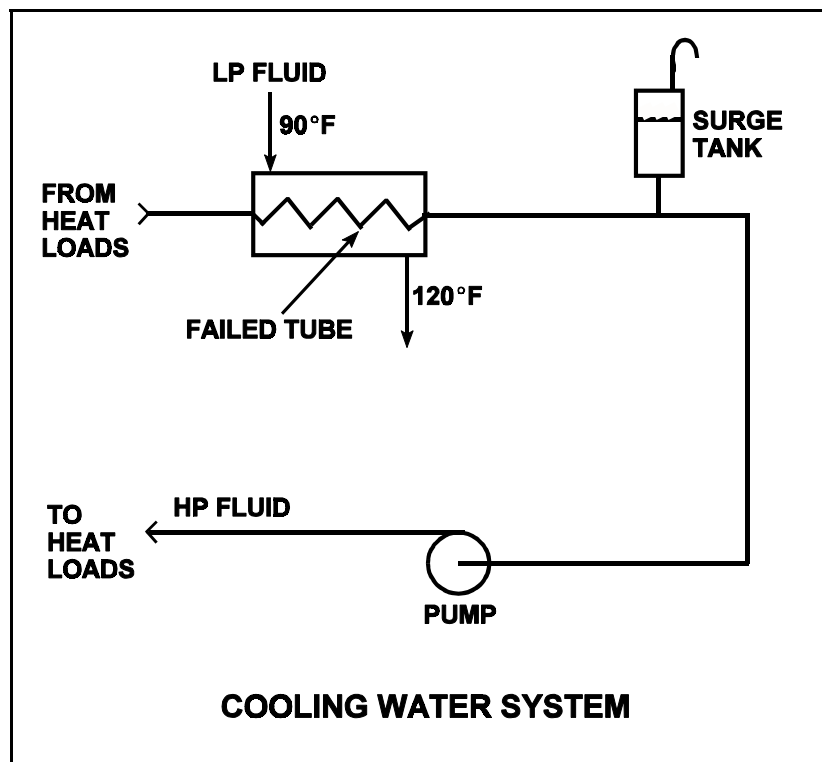 LP FLUID
90°F
SURGE
TANK
FROM
HEAT
LOADS
120°F
FAILED TUBE
HP FLUID
TO
HEAT
LOADS
PUMP
COOLING WATER SYSTEM